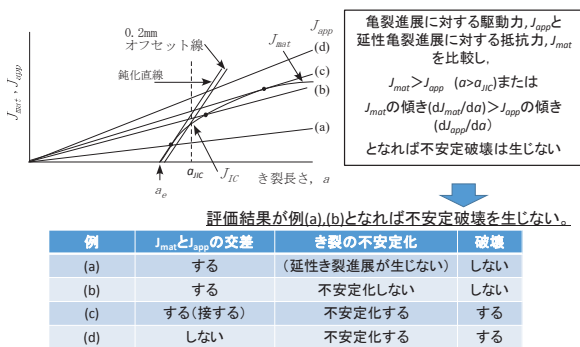 J_mat , J_app
0.2mm
オフセット線
鈍化直線
J_mat
J_app
(d)
(c)
(b)
(a)
a_JIC
J_IC
a_e
き裂長さ, a
亀裂進展に対する駆動力, J_appと
延性亀裂進展に対する抵抗力, J_mat
を比較し,
J_mat＞J_app (a>a_JIC)または
J_matの傾き(dJ_mat/da)＞J_appの傾き
(dJ_app/da)
となれば不安定破壊は生じない
評価結果が例(a),(b)となれば不安定破壊を生じない。
例 J_matとJ_appの交差 き裂の不安定化 破壊
(a) する (延性き裂進展が生じない) しない
(b) する 不安定化しない しない
(c) する(接する) 不安定化する する
(d) しない 不安定化する する